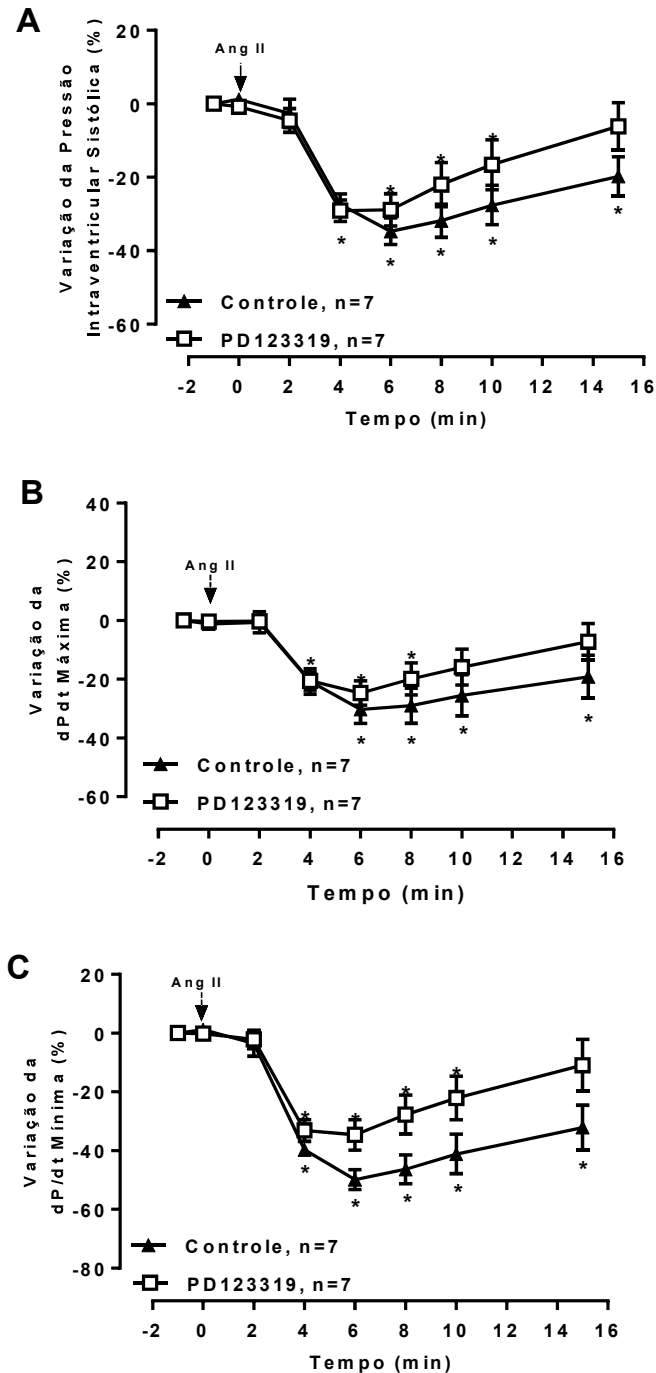 A
Variação da Pressão
Intraventricular Sistólica (%)
20
0
-20
-40
-60
Ang II
* * * * * * * *
Controle, n=7
PD123319, n=7
-2 0 2 4 6 8 10 12 14 16
Tempo (min)
B
Variação da
dPdt Máxima (%)
40
20
0
-20
-40
-60
Ang II
* * * * * * *
Controle, n=7
PD123319, n=7
-2 0 2 4 6 8 10 12 14 16
Tempo (min)
C
Variação da
dP/dt Mínima (%)
20
0
-20
-40
-60
-80
Ang II
* * * * * * * * *
Controle, n=7
PD123319, n=7
-2 0 2 4 6 8 10 12 14 16
Tempo (min)